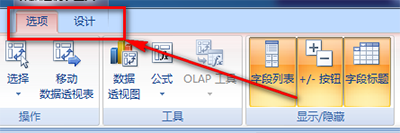 选项 设计
选择 移动 数据 公式 OLAP 工具 字段列表 +/- 按钮 字段标题
数据透视表 透视图
操作 工具 显示/隐藏